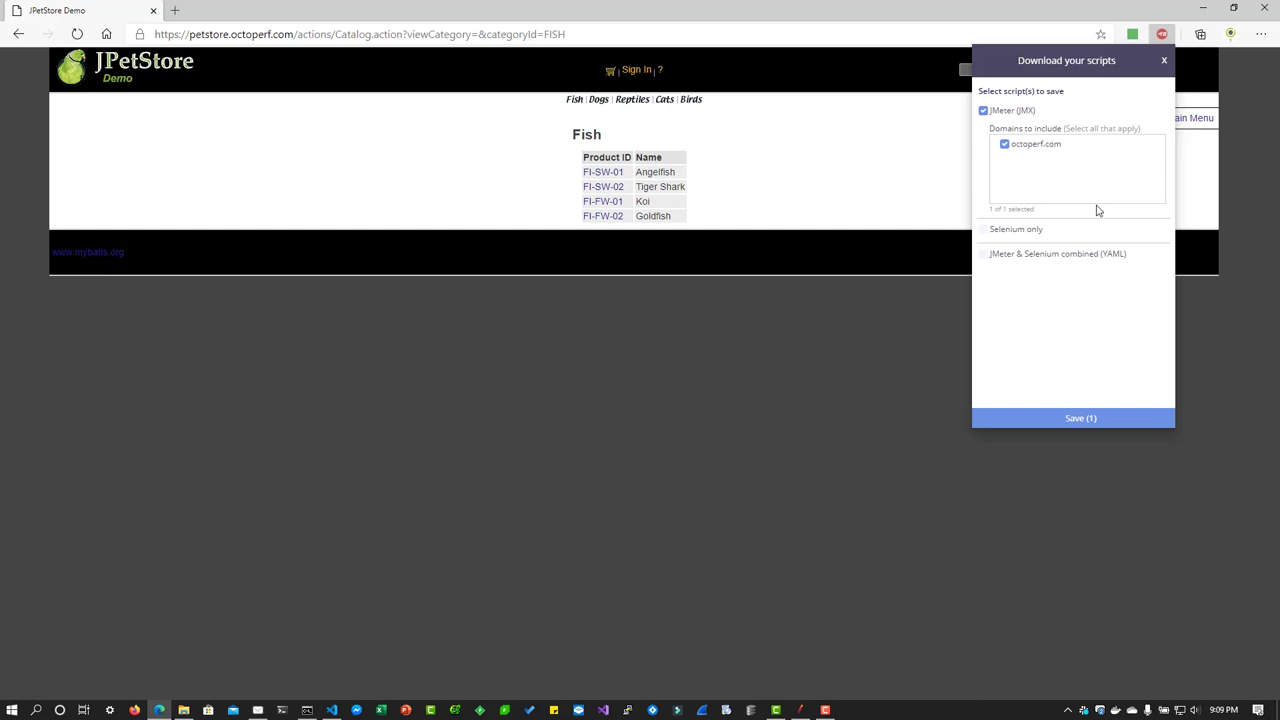 JPetStore Demo
https://petstore.octoperf.com/actions/Catalog.action?viewCategory=&categoryId=FISH
JPetStore
Demo
Sign In | ?
Fish | Dogs | Reptiles | Cats | Birds
Fish
Product ID Name
FI-SW-01 Angelfish
FI-SW-02 Tiger Shark
FI-FW-01 Koi
FI-FW-02 Goldfish
www.mybatis.org
ain Menu
Download your scripts X
Select script(s) to save
JMeter (JMX)
Domains to include (Select all that apply)
octoperf.com
1 of 1 selected
Selenium only
JMeter & Selenium combined (YAML)
Save (1)
9:09 PM